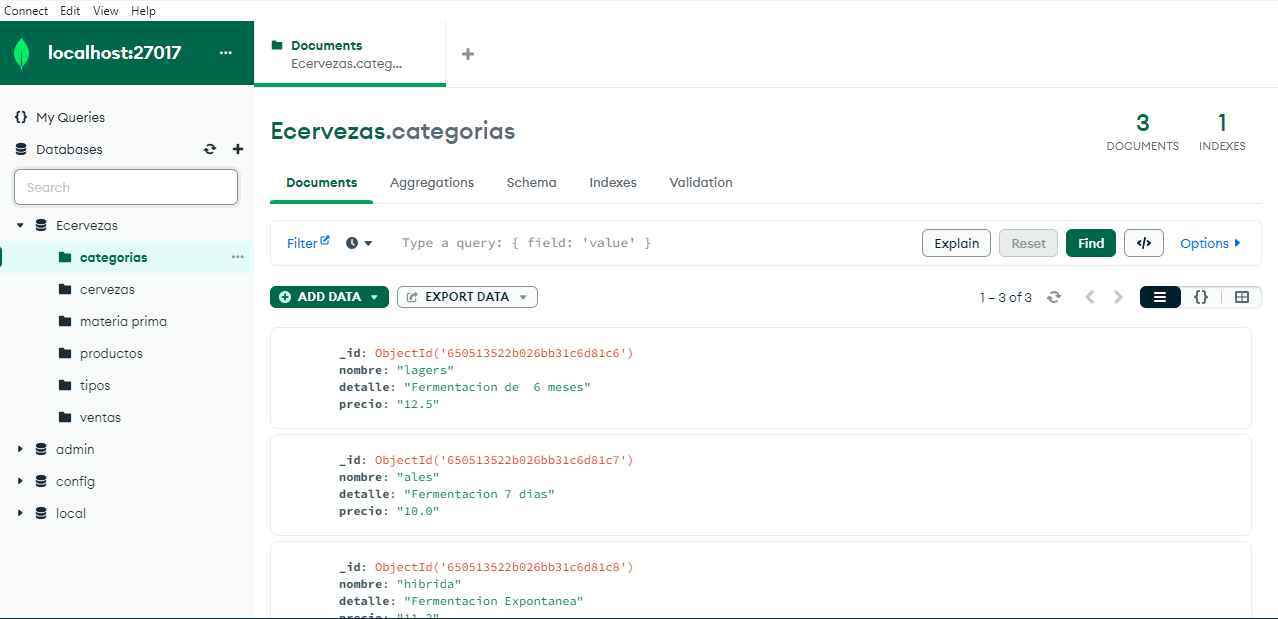 Connect Edit View Help
localhost:27017 ...
Documents
Ecervezas.categ...
+
{} My Queries
Databases
Search
Ecervezas
categorias ...
cervezas
materia prima
productos
tipos
ventas
admin
config
local
Ecervezas.categorias
3
DOCUMENTS
1
INDEXES
Documents Aggregations Schema Indexes Validation
Filter Type a query: { field: 'value' } Explain Reset Find </> Options
ADD DATA EXPORT DATA 1 – 3 of 3 {}
_id: ObjectId('650513522b026bb31c6d81c6')
nombre: "lagers"
detalle: "Fermentacion de  6 meses"
precio: "12.5"
_id: ObjectId('650513522b026bb31c6d81c7')
nombre: "ales"
detalle: "Fermentacion 7 dias"
precio: "10.0"
_id: ObjectId('650513522b026bb31c6d81c8')
nombre: "hibrida"
detalle: "Fermentacion Expontanea"
precio: "11.2"